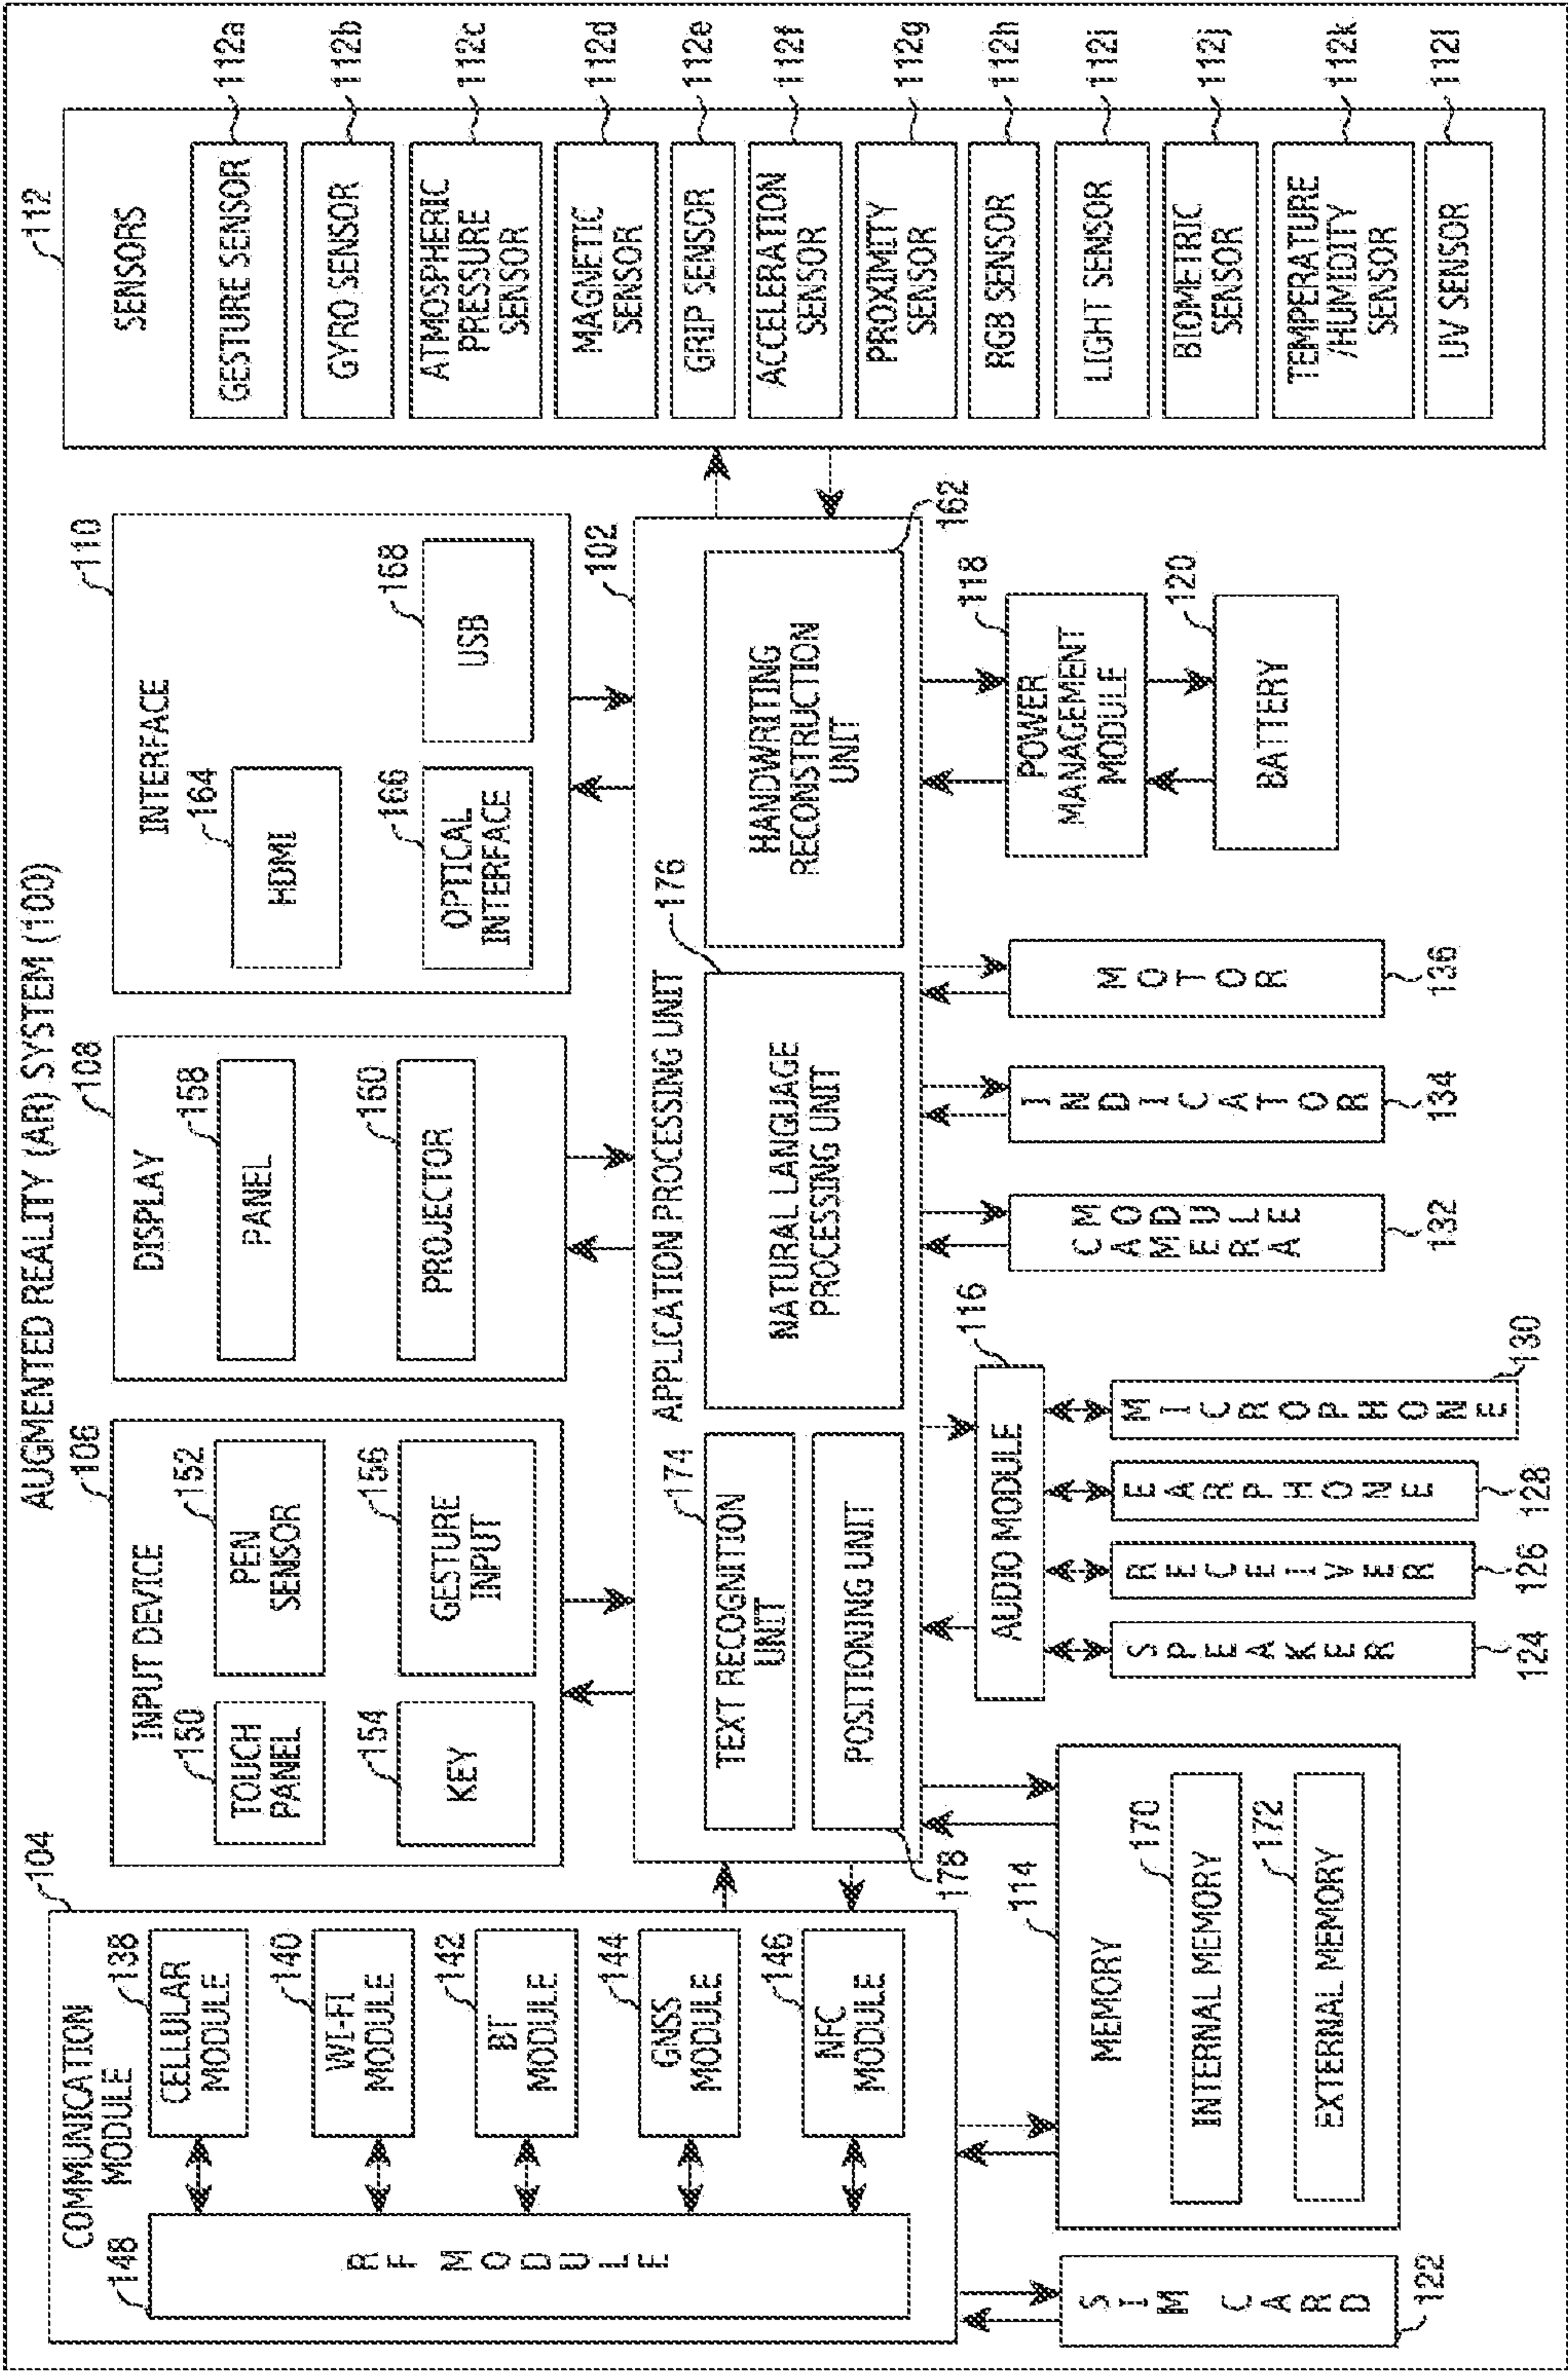 AUGMENTED REALITY (AR) SYSTEM (100)
104
COMMUNICATION
MODULE
148
RF MODULE
138
CELLULAR
MODULE
140
WI-FI
MODULE
142
BT
MODULE
144
GNSS
MODULE
146
NFC
MODULE
106
INPUT DEVICE
150
TOUCH
PANEL
152
PEN
SENSOR
154
KEY
156
GESTURE
INPUT
108
DISPLAY
158
PANEL
160
PROJECTOR
110
INTERFACE
164
HDMI
166
OPTICAL
INTERFACE
168
USB
112
SENSORS
GESTURE SENSOR
112a
GYRO SENSOR
112b
ATMOSPHERIC
PRESSURE
SENSOR
112c
MAGNETIC
SENSOR
112d
GRIP SENSOR
112e
ACCELERATION
SENSOR
112f
PROXIMITY
SENSOR
112g
RGB SENSOR
112h
LIGHT SENSOR
112i
BIOMETRIC
SENSOR
112j
TEMPERATURE
/HUMIDITY
SENSOR
112k
UV SENSOR
112l
102
APPLICATION PROCESSING UNIT
174
TEXT RECOGNITION
UNIT
POSITIONING UNIT
178
176
NATURAL LANGUAGE
PROCESSING UNIT
HANDWRITING
RECONSTRUCTION
UNIT
162
SIM CARD
122
114
MEMORY
170
INTERNAL MEMORY
172
EXTERNAL MEMORY
116
AUDIO MODULE
SPEAKER
124
RECEIVER
126
EARPHONE
128
MICROPHONE
130
CAMERA
MODULE
132
INDICATOR
134
MOTOR
136
118
POWER
MANAGEMENT
MODULE
120
BATTERY